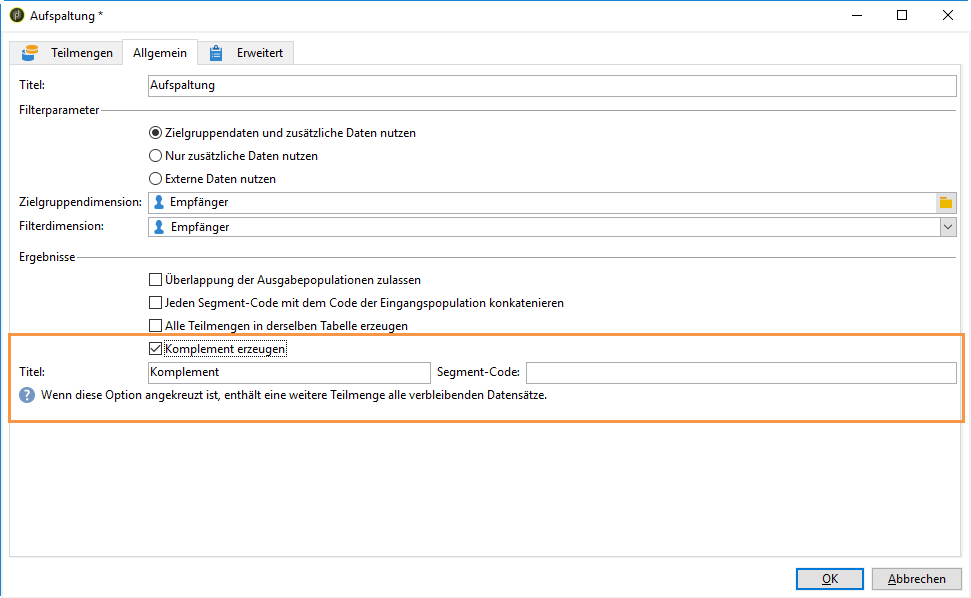 Aufspaltung *
Teilmengen Allgemein Erweitert
Titel: Aufspaltung
Filterparameter
Zielgruppendaten und zusätzliche Daten nutzen
Nur zusätzliche Daten nutzen
Externe Daten nutzen
Zielgruppendimension: Empfänger
Filterdimension: Empfänger
Ergebnisse
Überlappung der Ausgabepopulationen zulassen
Jeden Segment-Code mit dem Code der Eingangspopulation konkatenieren
Alle Teilmengen in derselben Tabelle erzeugen
Komplement erzeugen
Titel: Komplement Segment-Code:
? Wenn diese Option angekreuzt ist, enthält eine weitere Teilmenge alle verbleibenden Datensätze.
OK Abbrechen